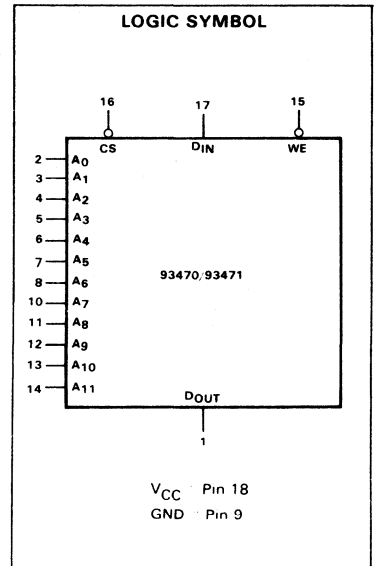 LOGIC SYMBOL
16 17 15
CS DIN WE
2 A0
3 A1
4 A2
5 A3
6 A4
7 A5
8 A6
10 A7
11 A8
12 A9
13 A10
14 A11
93470/93471
DOUT
1
VCC Pin 18
GND Pin 9